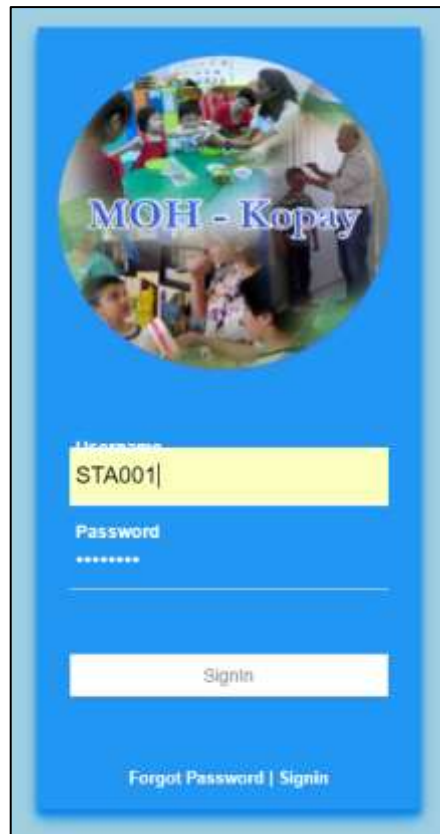 MOH - Kopay
Username
STA001
Password
••••••••
SignIn
Forgot Password | Signin